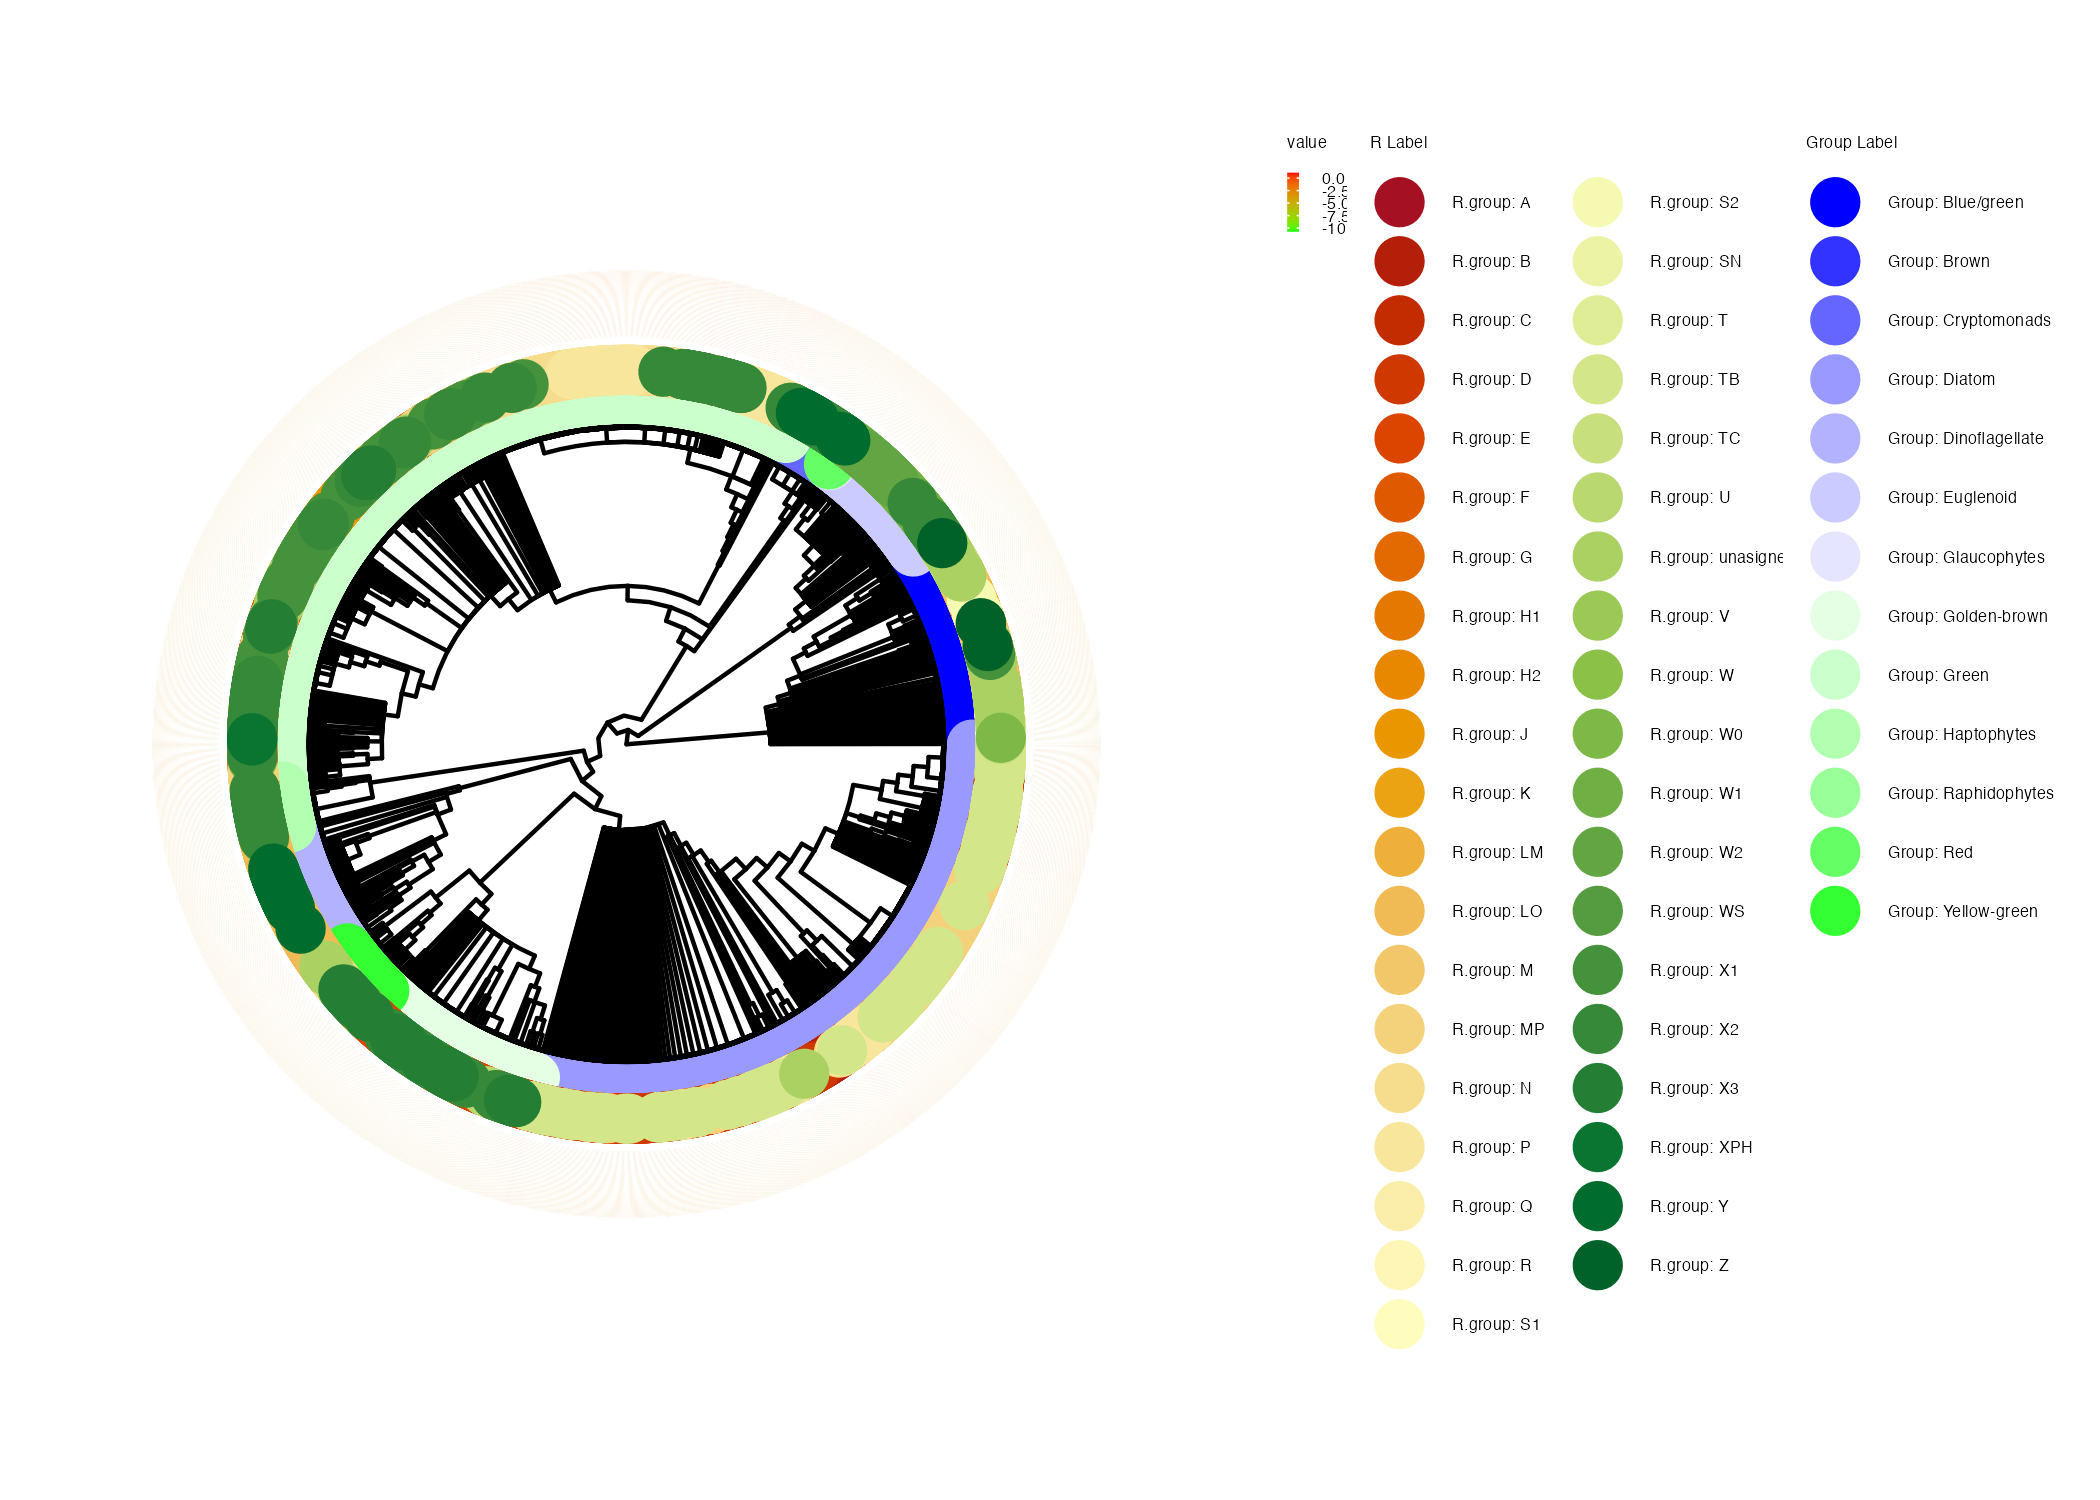 value
0.0
-2.5
-5.0
-7.5
-10
R Label
R.group: A
R.group: B
R.group: C
R.group: D
R.group: E
R.group: F
R.group: G
R.group: H1
R.group: H2
R.group: J
R.group: K
R.group: LM
R.group: LO
R.group: M
R.group: MP
R.group: N
R.group: P
R.group: Q
R.group: R
R.group: S1
R.group: S2
R.group: SN
R.group: T
R.group: TB
R.group: TC
R.group: U
R.group: unasigne
R.group: V
R.group: W
R.group: W0
R.group: W1
R.group: W2
R.group: WS
R.group: X1
R.group: X2
R.group: X3
R.group: XPH
R.group: Y
R.group: Z
Group Label
Group: Blue/green
Group: Brown
Group: Cryptomonads
Group: Diatom
Group: Dinoflagellate
Group: Euglenoid
Group: Glaucophytes
Group: Golden-brown
Group: Green
Group: Haptophytes
Group: Raphidophytes
Group: Red
Group: Yellow-green